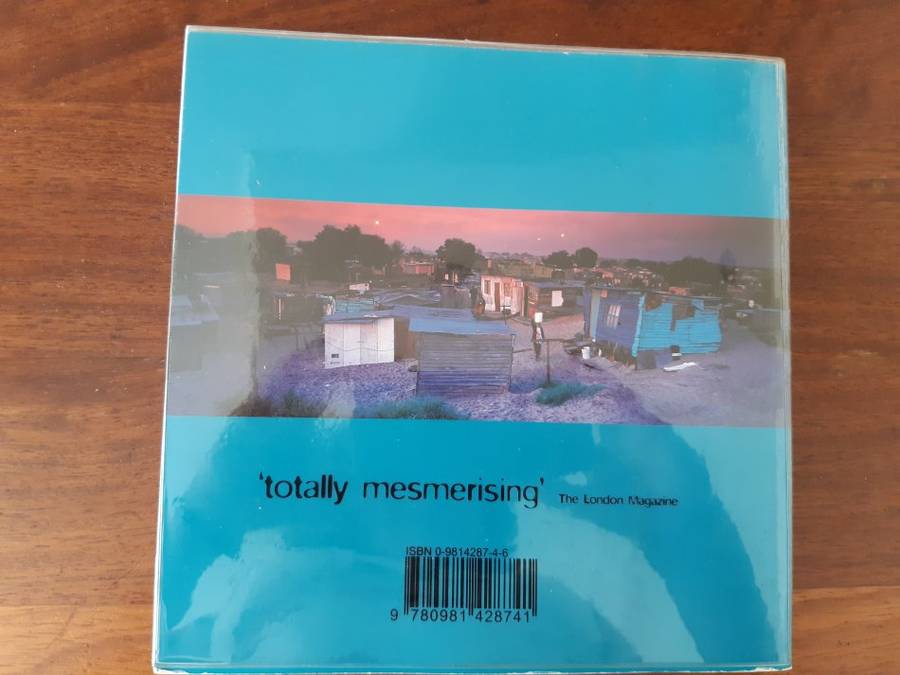 ‘totally mesmerising’ The London Magazine
ISBN 0-9814287-4-6
9 780981 428741